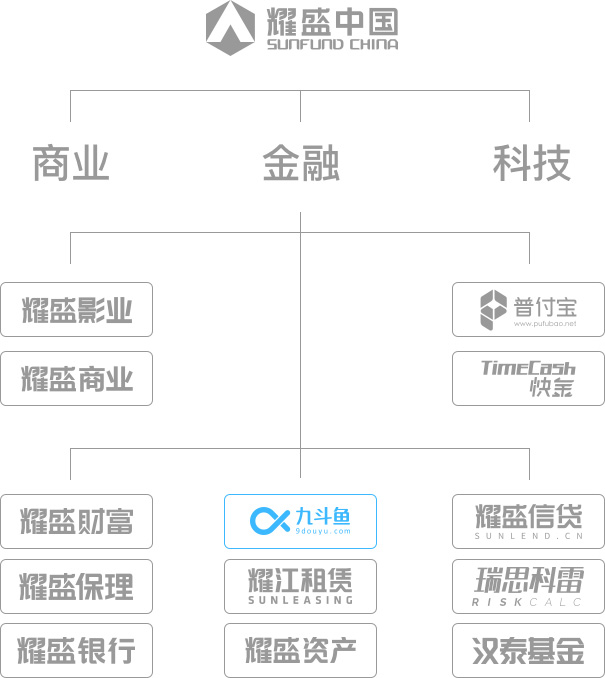 耀盛中国
SUNFUND CHINA
商业
金融
科技
耀盛影业
普付宝
www.pufubao.net
耀盛商业
TimeCash
快金
耀盛财富
九斗鱼
9douyu.com
耀盛信贷
SUNLEND.CN
耀盛保理
耀江租赁
SUNLEASING
瑞思科雷
RISKCALC
耀盛银行
耀盛资产
汉泰基金